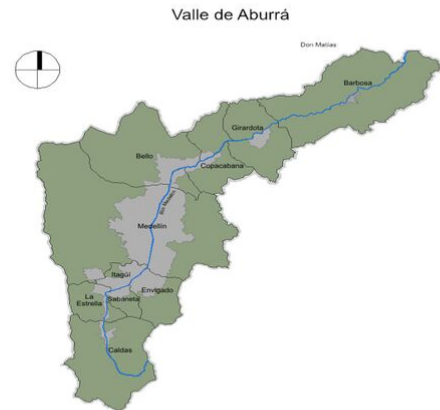 Valle de Aburrá
Don Matías
Barbosa
Girardota
Bello
Copacabana
Río Medellín
Medellín
Itagüí
La
Estrella
Sabaneta
Envigado
Caldas